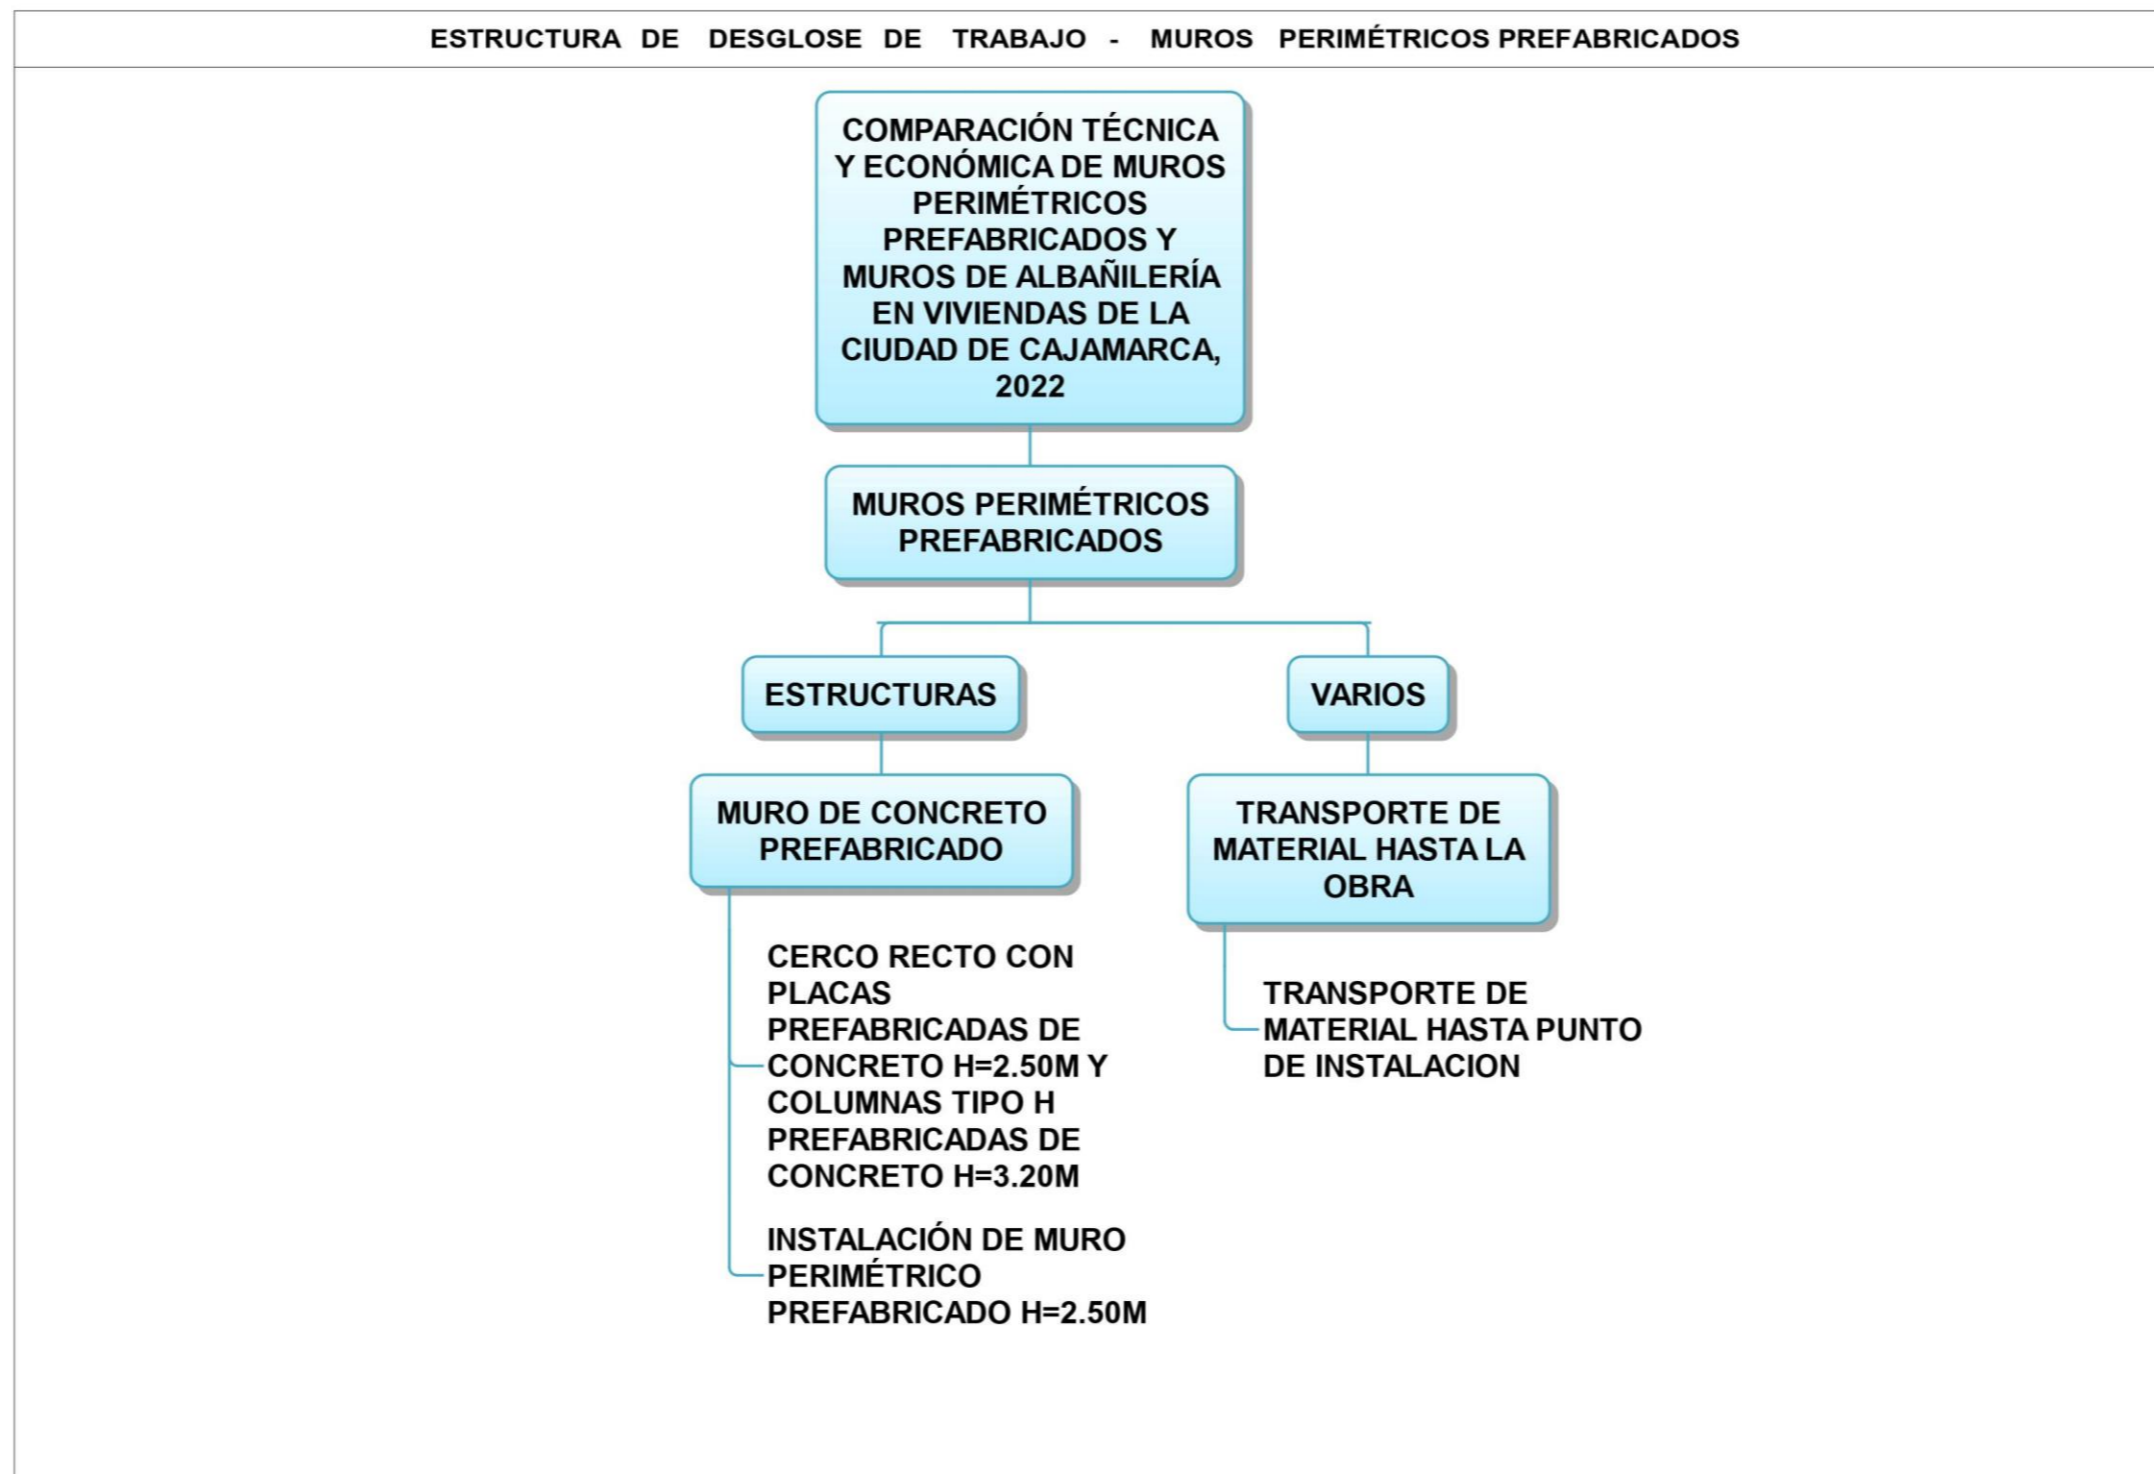 ESTRUCTURA DE DESGLOSE DE TRABAJO - MUROS PERIMÉTRICOS PREFABRICADOS
COMPARACIÓN TÉCNICA
Y ECONÓMICA DE MUROS
PERIMÉTRICOS
PREFABRICADOS Y
MUROS DE ALBAÑILERÍA
EN VIVIENDAS DE LA
CIUDAD DE CAJAMARCA,
2022
MUROS PERIMÉTRICOS
PREFABRICADOS
ESTRUCTURAS
VARIOS
MURO DE CONCRETO
PREFABRICADO
TRANSPORTE DE
MATERIAL HASTA LA
OBRA
CERCO RECTO CON
PLACAS
PREFABRICADAS DE
CONCRETO H=2.50M Y
COLUMNAS TIPO H
PREFABRICADAS DE
CONCRETO H=3.20M
TRANSPORTE DE
MATERIAL HASTA PUNTO
DE INSTALACION
INSTALACIÓN DE MURO
PERIMÉTRICO
PREFABRICADO H=2.50M